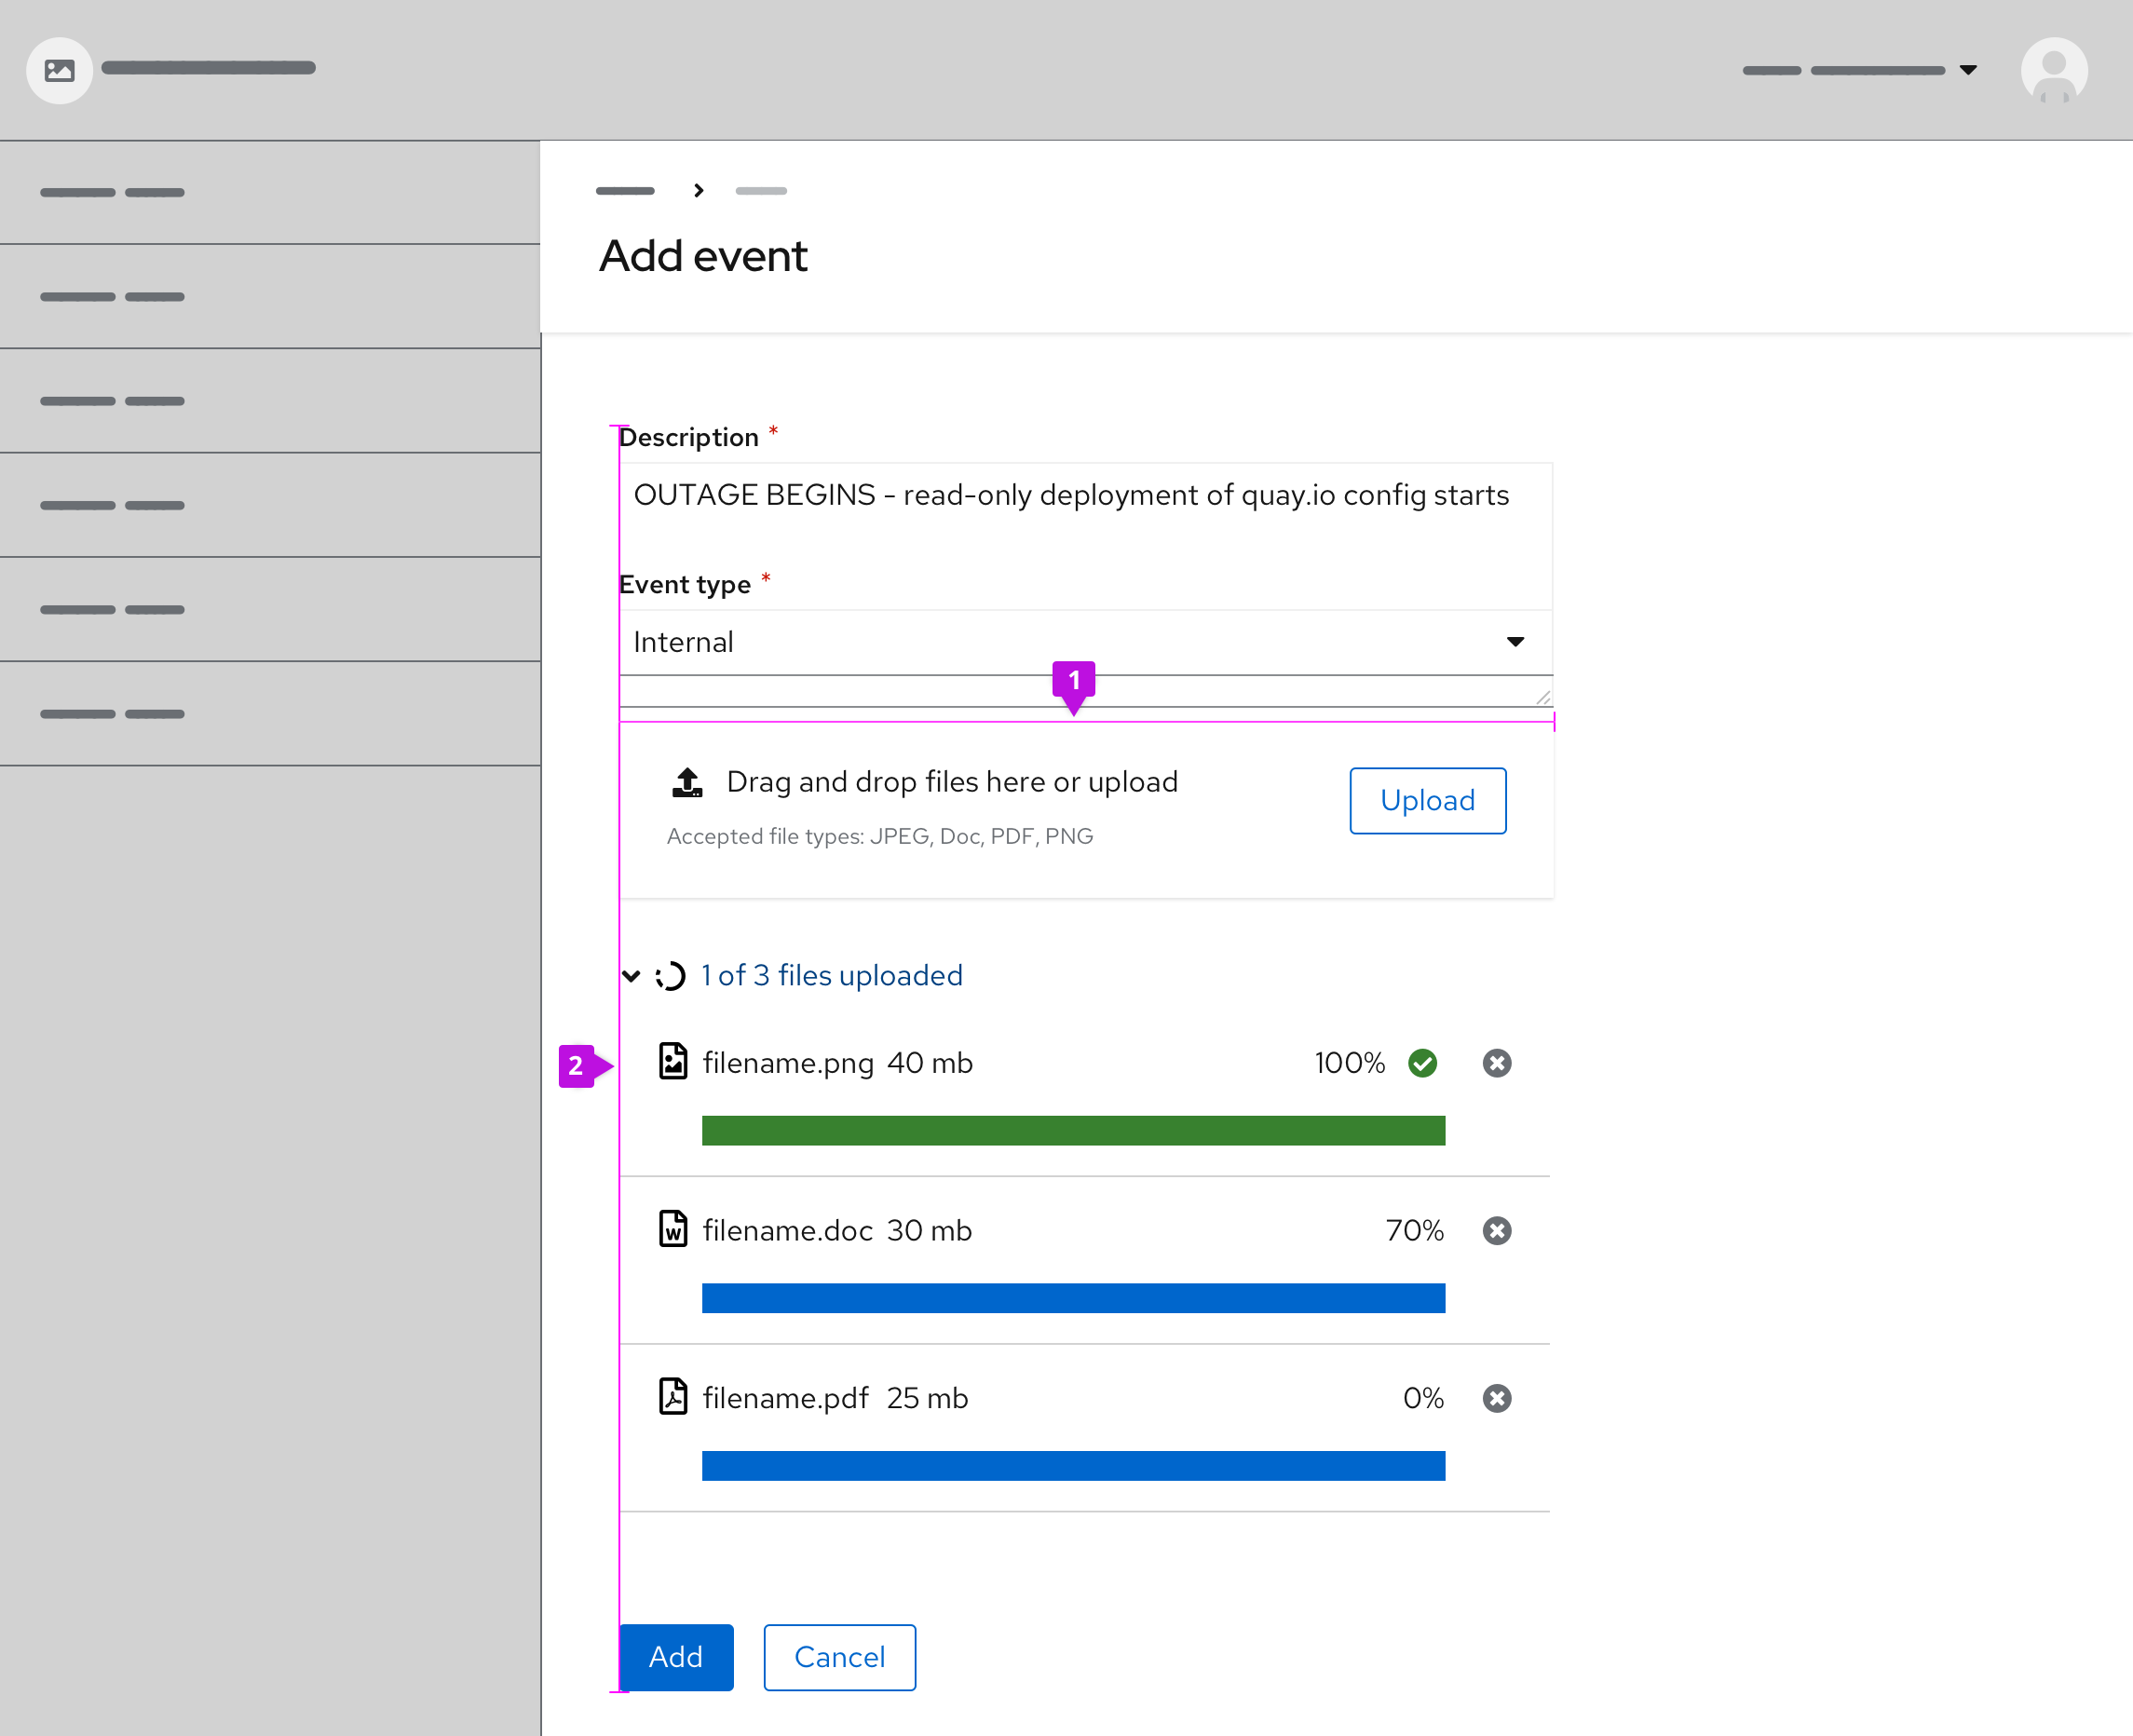 Add event
Description *
OUTAGE BEGINS - read-only deployment of quay.io config starts
Event type *
Internal
1
Drag and drop files here or upload
Upload
Accepted file types: JPEG, Doc, PDF, PNG
1 of 3 files uploaded
2
filename.png 40 mb 100%
W
filename.doc 30 mb 70%
filename.pdf 25 mb 0%
Add Cancel